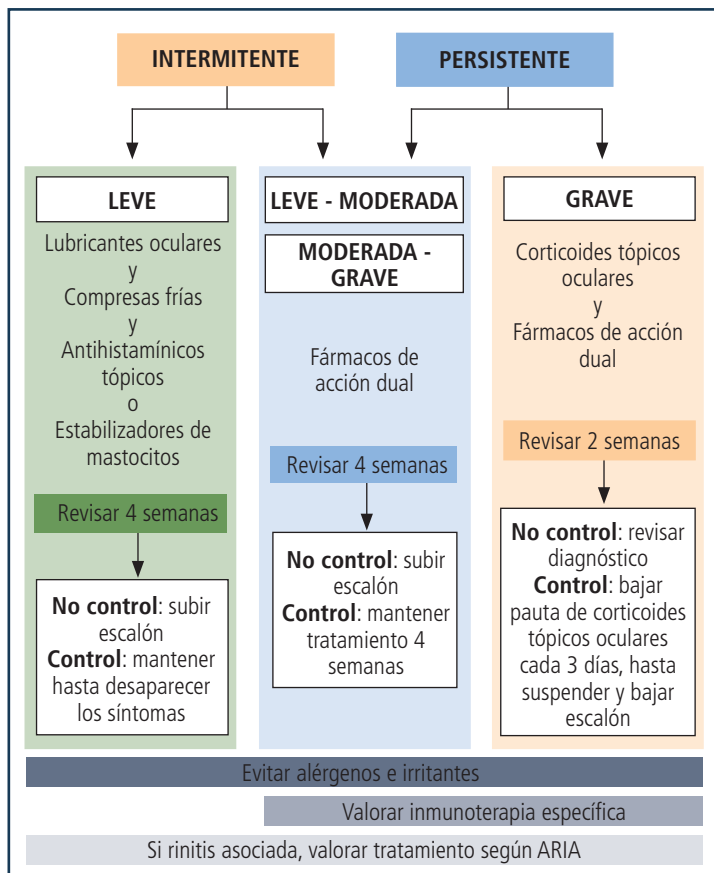 INTERMITENTE
PERSISTENTE
LEVE
Lubricantes oculares
y
Compresas frías
y
Antihistamínicos
tópicos
o
Estabilizadores de
mastocitos
Revisar 4 semanas
No control: subir
escalón
Control: mantener
hasta desaparecer
los síntomas
LEVE - MODERADA
MODERADA -
GRAVE
Fármacos de
acción dual
Revisar 4 semanas
No control: subir
escalón
Control: mantener
tratamiento 4
semanas
GRAVE
Corticoides tópicos
oculares
y
Fármacos de acción
dual
Revisar 2 semanas
No control: revisar
diagnóstico
Control: bajar
pauta de corticoides
tópicos oculares
cada 3 días, hasta
suspender y bajar
escalón
Evitar alérgenos e irritantes
Valorar inmunoterapia específica
Si rinitis asociada, valorar tratamiento según ARIA